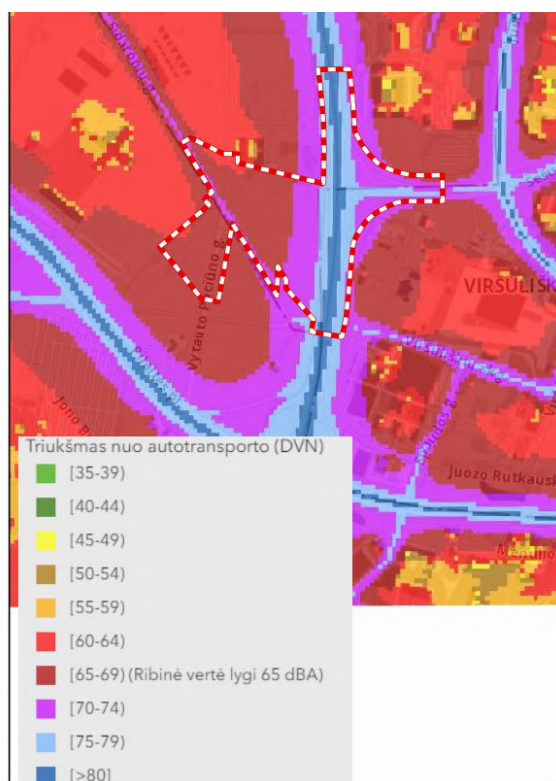 Vytauto Pociūno g.
VIRŠULIŠK
Juozo Rutkausk
Triukšmas nuo autotransporto (DVN)
[35-39)
[40-44)
[45-49)
[50-54)
[55-59)
[60-64)
[65-69) (Ribinė vertė lygi 65 dBA)
[70-74)
[75-79)
[>80]